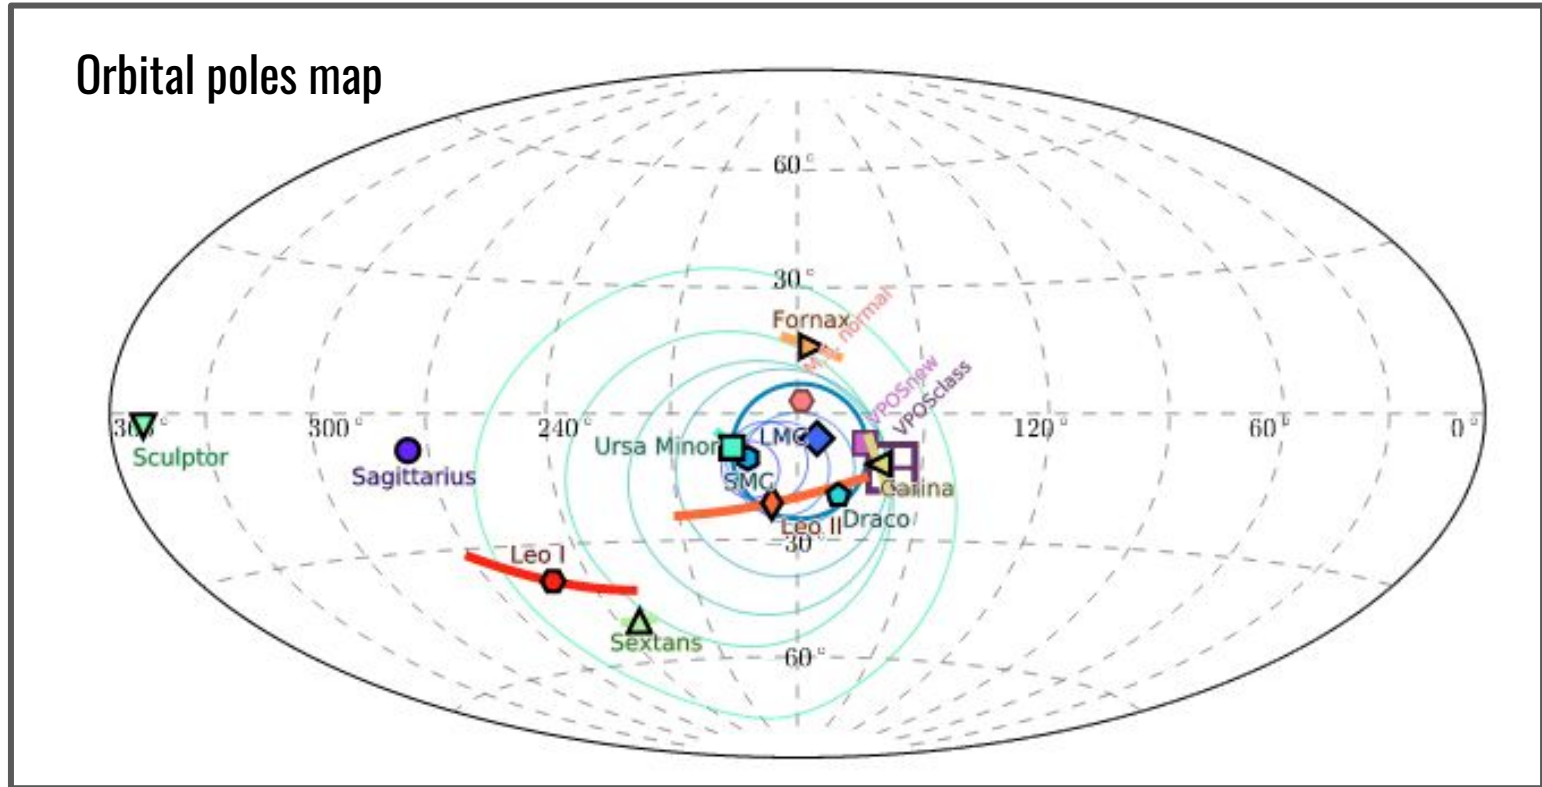 Orbital poles map
60°
30°
Fornax
normal
VPOSnew
VPOSclass
360°
300°
240°
120°
60°
0°
Sculptor
Sagittarius
Ursa Minor
LMC
SMC
Carina
Leo II
Draco
-30°
Leo I
Sextans
-60°